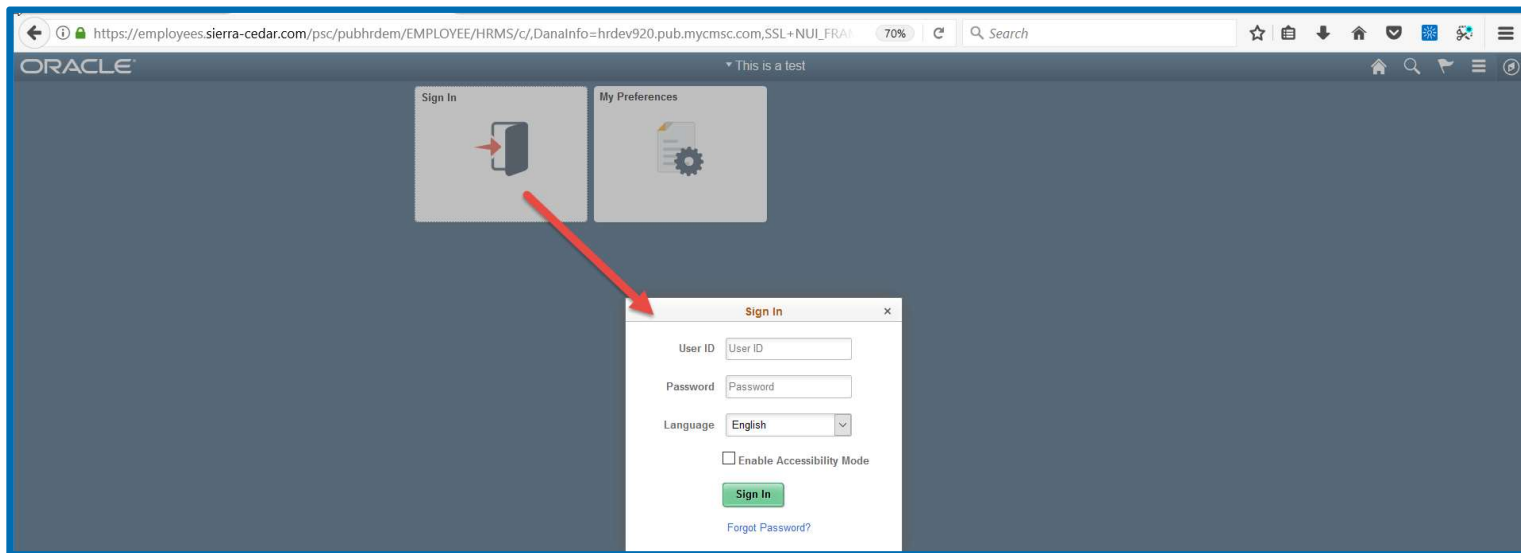 https://employees.sierra-cedar.com/psc/pubhrdem/EMPLOYEE/HRMS/c/,DanaInfo=hrdev920.pub.mycmsc.com,SSL+NUI_FRA 70% Search
ORACLE This is a test
Sign In My Preferences
Sign In ×
User ID User ID
Password Password
Language English
Enable Accessibility Mode
Sign In
Forgot Password?